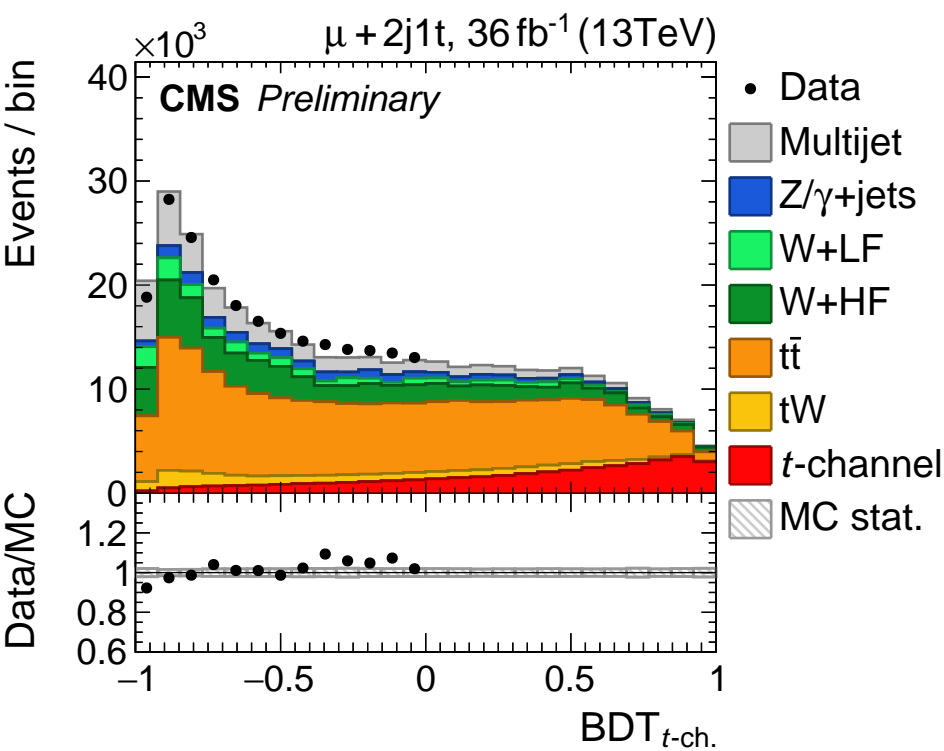 ×10³ μ + 2j1t, 36 fb⁻¹ (13TeV)
CMS Preliminary
Events / bin
40
30
20
10
0
Data
Multijet
Z/γ+jets
W+LF
W+HF
tt̄
tW
t-channel
MC stat.
Data/MC
1.2
1
0.8
0.6
−1 −0.5 0 0.5 1
BDT t-ch.